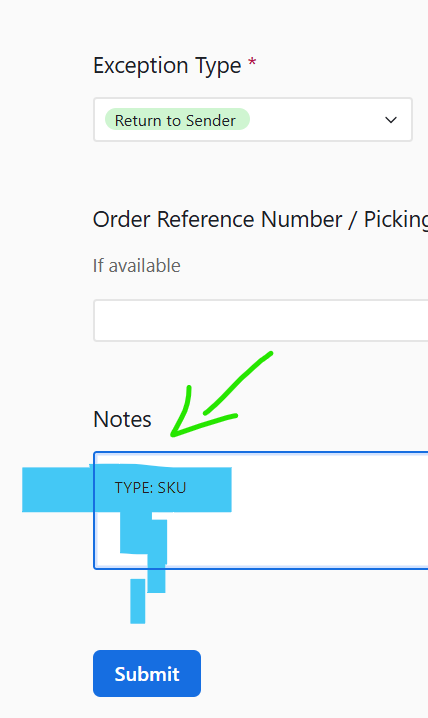 Exception Type *
Return to Sender
Order Reference Number / Picking
If available
Notes
TYPE: SKU
Submit